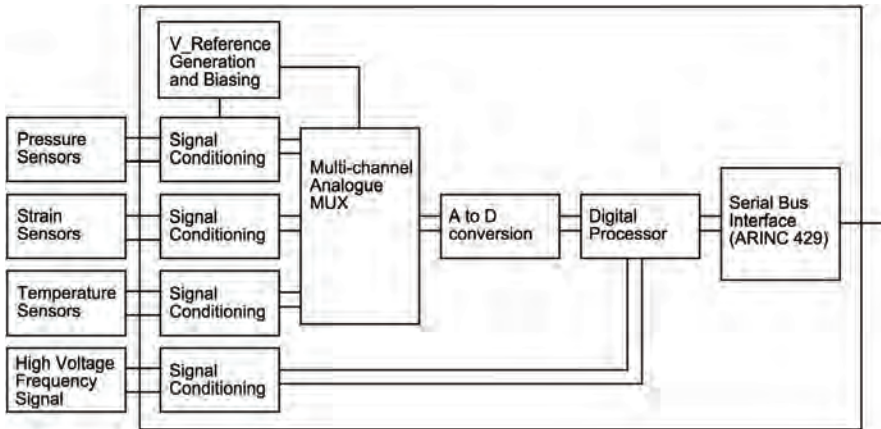 V_Reference
Generation
and Biasing
Pressure
Sensors
Signal
Conditioning
Multi-channel
Analogue
MUX
Strain
Sensors
Signal
Conditioning
A to D
conversion
Digital
Processor
Serial Bus
Interface
(ARINC 429)
Temperature
Sensors
Signal
Conditioning
High Voltage
Frequency
Signal
Signal
Conditioning